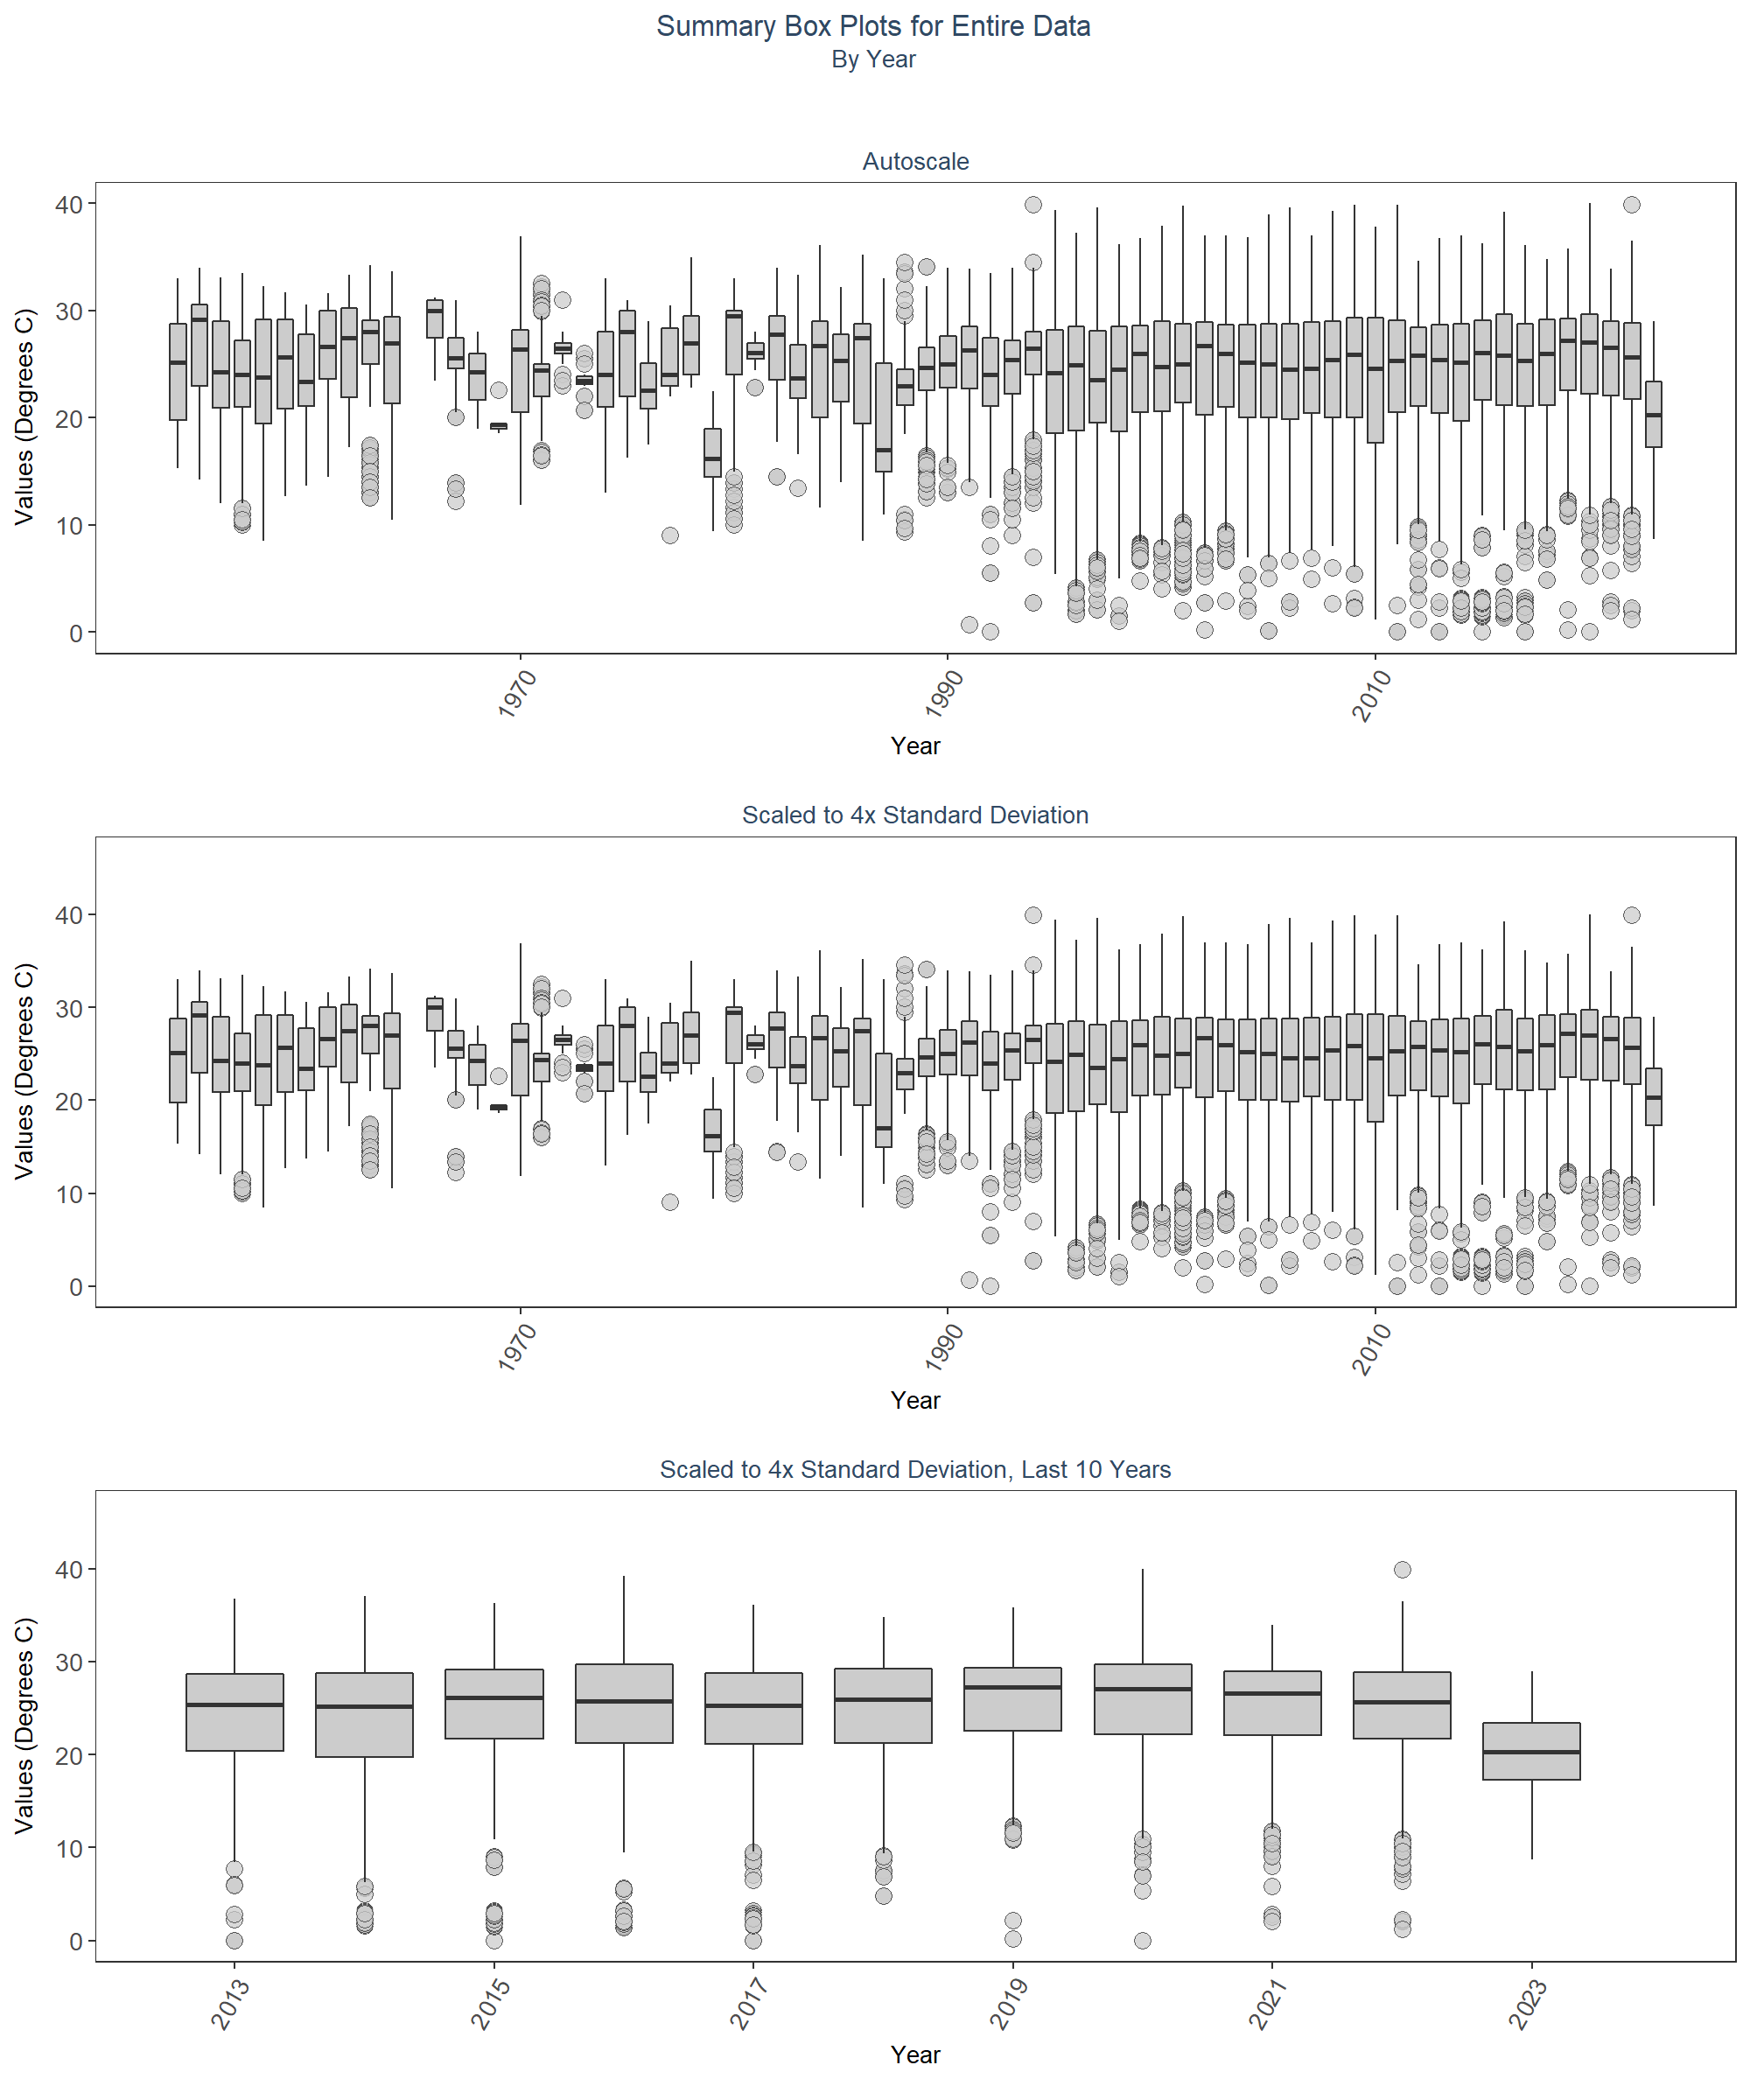 Summary Box Plots for Entire Data
By Year
Autoscale
Values (Degrees C)
40
30
20
10
0
1970
1990
2010
Year
Scaled to 4x Standard Deviation
Values (Degrees C)
40
30
20
10
0
1970
1990
2010
Year
Scaled to 4x Standard Deviation, Last 10 Years
Values (Degrees C)
40
30
20
10
0
2013
2015
2017
2019
2021
2023
Year